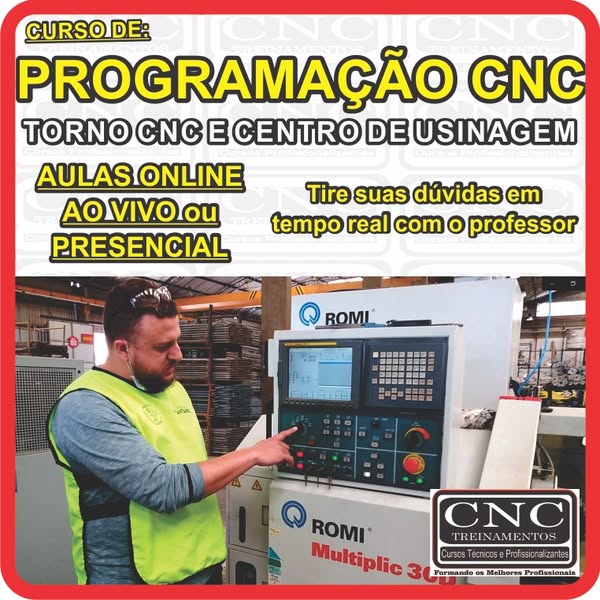 CURSO DE:
PROGRAMAÇÃO CNC
TORNO CNC E CENTRO DE USINAGEM
AULAS ONLINE
AO VIVO ou
PRESENCIAL
Tire suas dúvidas em
tempo real com o professor
ROMI
ROMI
Multiplic 30D
CNC
TREINAMENTOS
Cursos Técnicos e Profissionalizantes
Formando os Melhores Profissionais